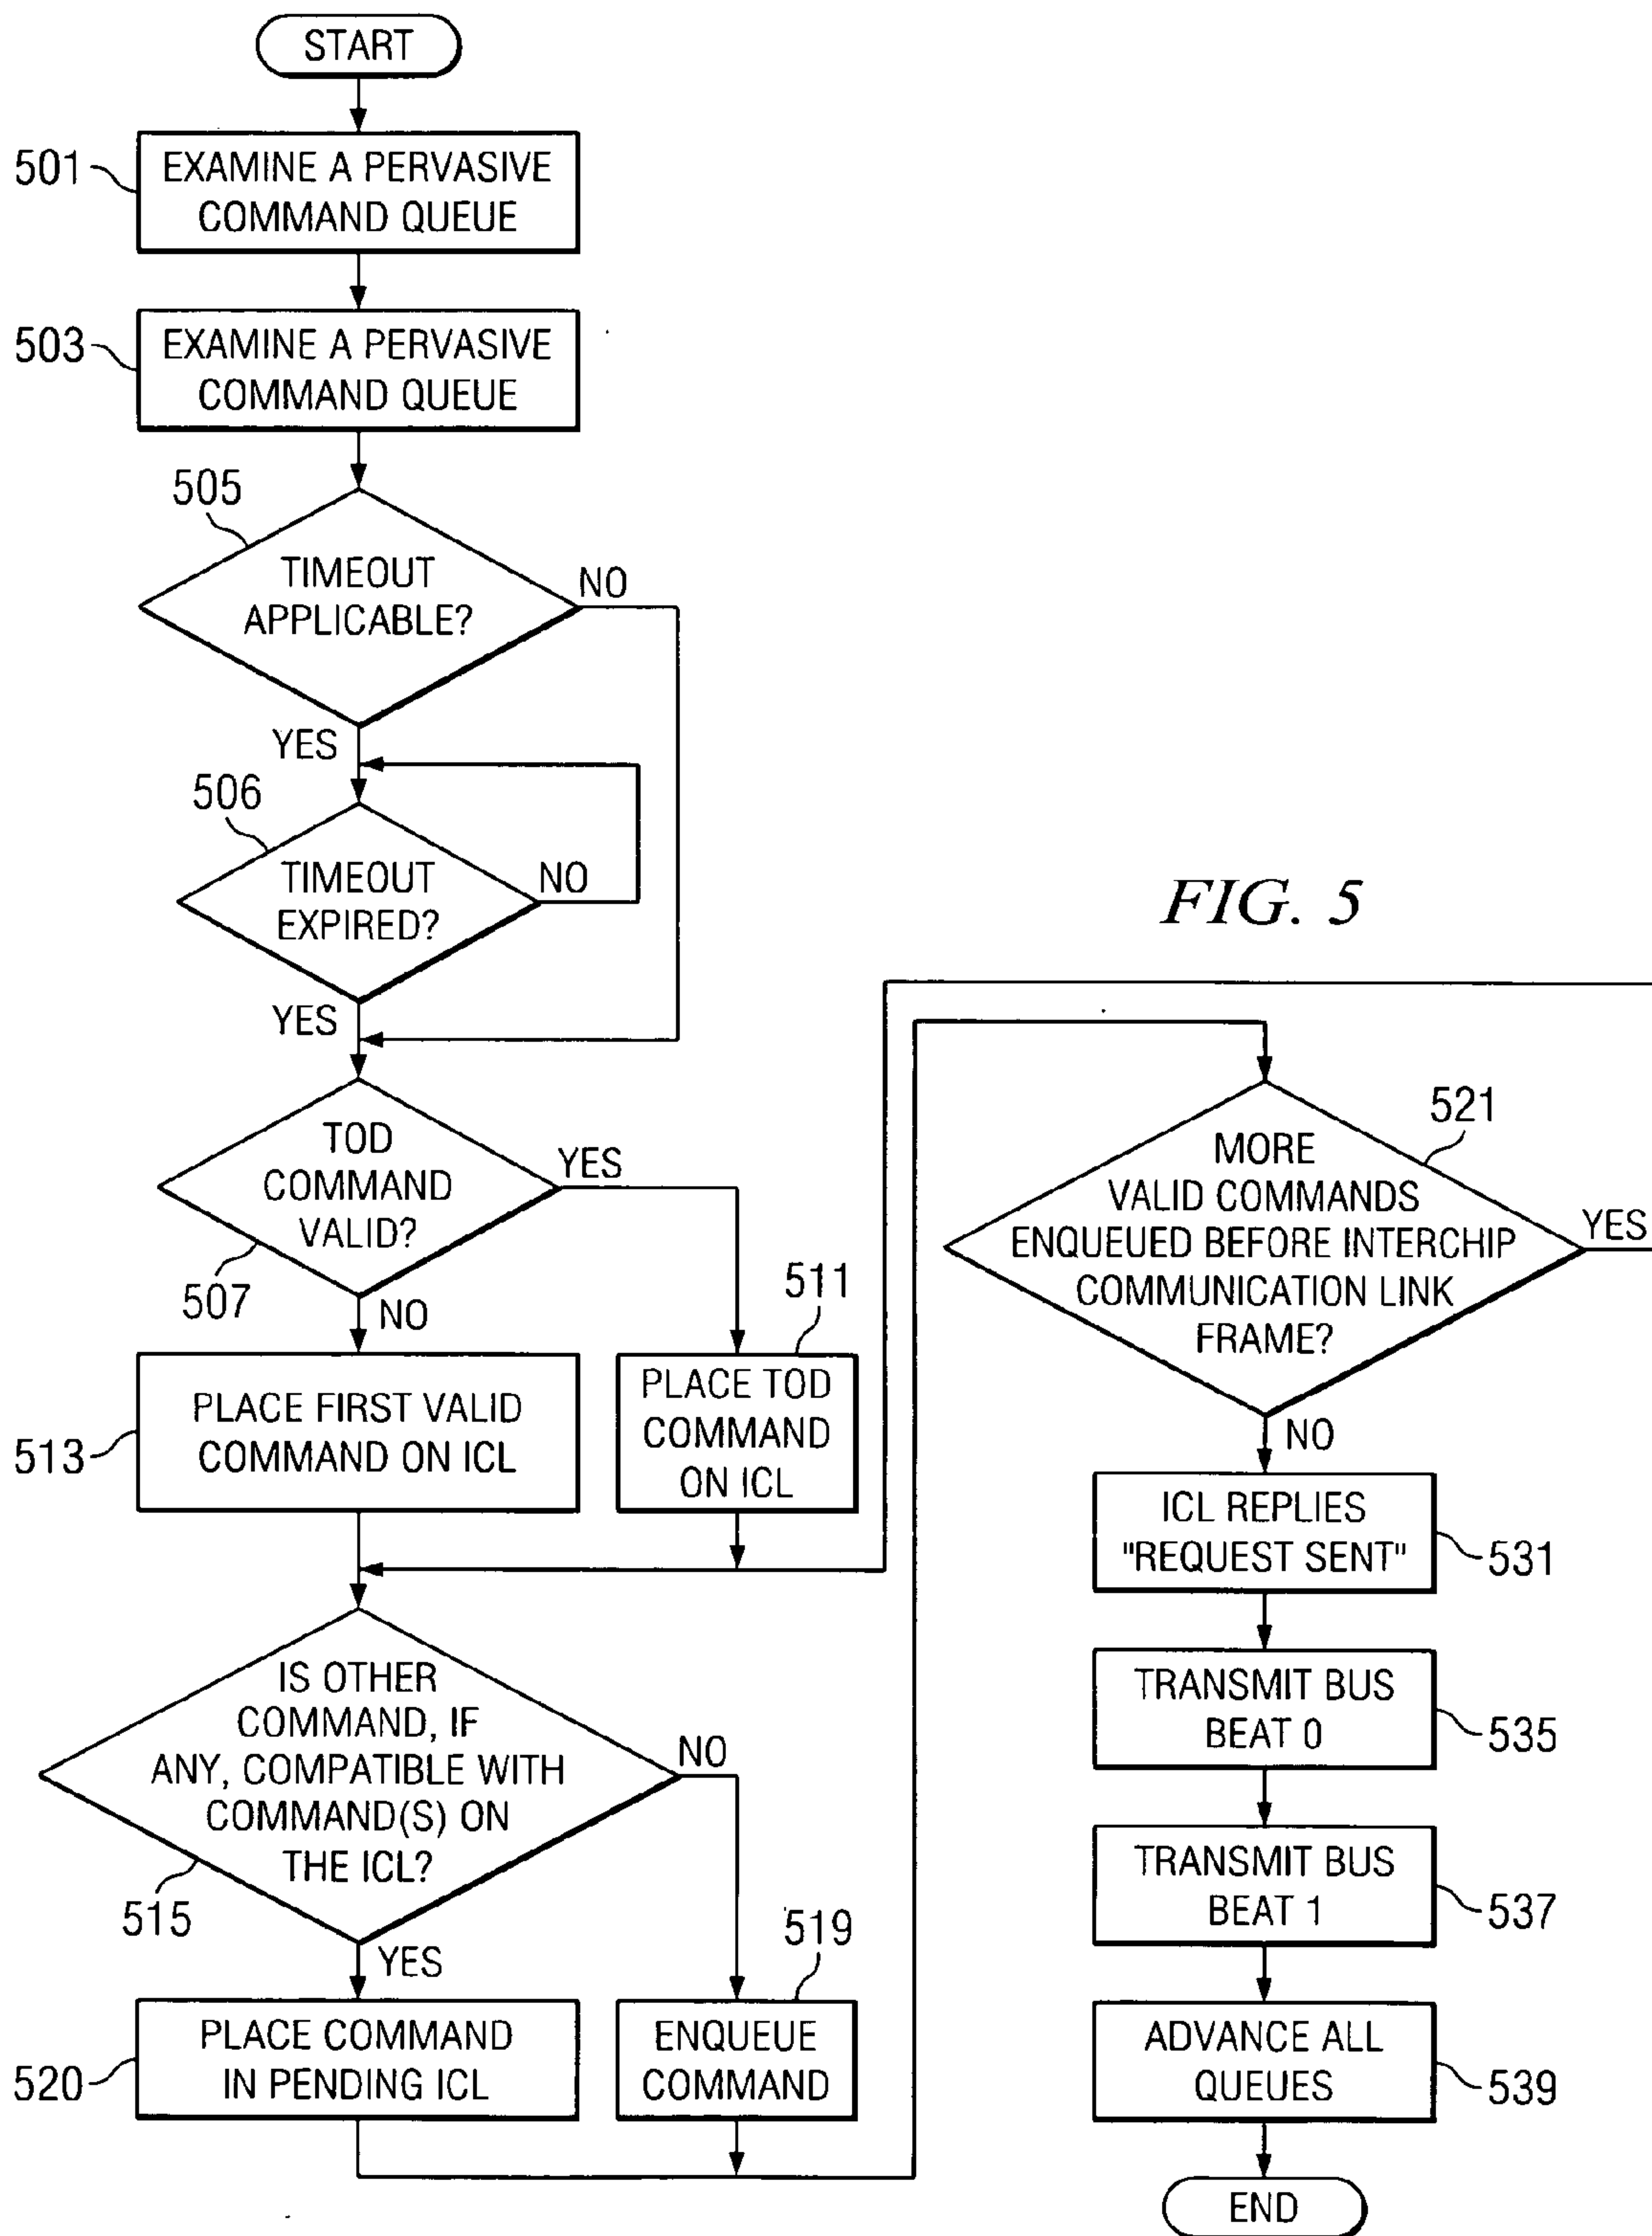 START
501
EXAMINE A PERVASIVE
COMMAND QUEUE
503
EXAMINE A PERVASIVE
COMMAND QUEUE
505
TIMEOUT
APPLICABLE?
NO
YES
506
TIMEOUT
EXPIRED?
NO
YES
TOD
COMMAND
VALID?
YES
507
NO
511
513
PLACE FIRST VALID
COMMAND ON ICL
PLACE TOD
COMMAND
ON ICL
IS OTHER
COMMAND, IF
ANY, COMPATIBLE WITH
COMMAND(S) ON
THE ICL?
NO
515
YES
519
520
PLACE COMMAND
IN PENDING ICL
ENQUEUE
COMMAND
FIG. 5
521
MORE
VALID COMMANDS
ENQUEUED BEFORE INTERCHIP
COMMUNICATION LINK
FRAME?
YES
NO
ICL REPLIES
"REQUEST SENT"
531
TRANSMIT BUS
BEAT 0
535
TRANSMIT BUS
BEAT 1
537
ADVANCE ALL
QUEUES
539
END